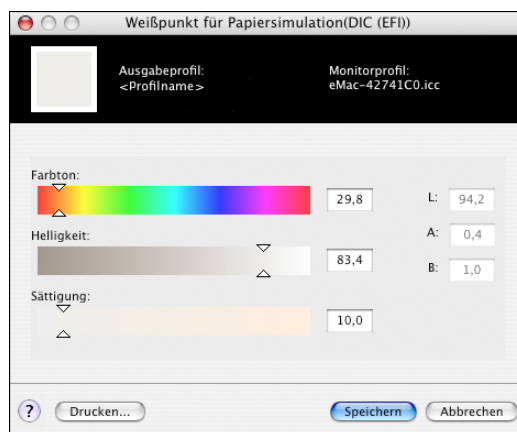 Weißpunkt für Papiersimulation(DIC (EFI))
Ausgabeprofil:
<Profilname>
Monitorprofil:
eMac-42741C0.icc
Farbton:
29,8
L: 94,2
Helligkeit:
83,4
A: 0,4
B: 1,0
Sättigung:
10,0
?
Drucken...
Speichern
Abbrechen